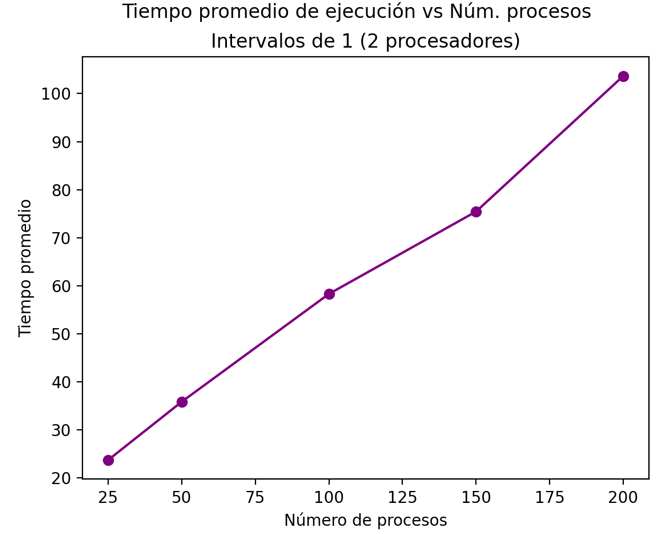 Tiempo promedio de ejecución vs Núm. procesos
Intervalos de 1 (2 procesadores)
100
90
80
70
60
50
40
30
20
Tiempo promedio
25 50 75 100 125 150 175 200
Número de procesos